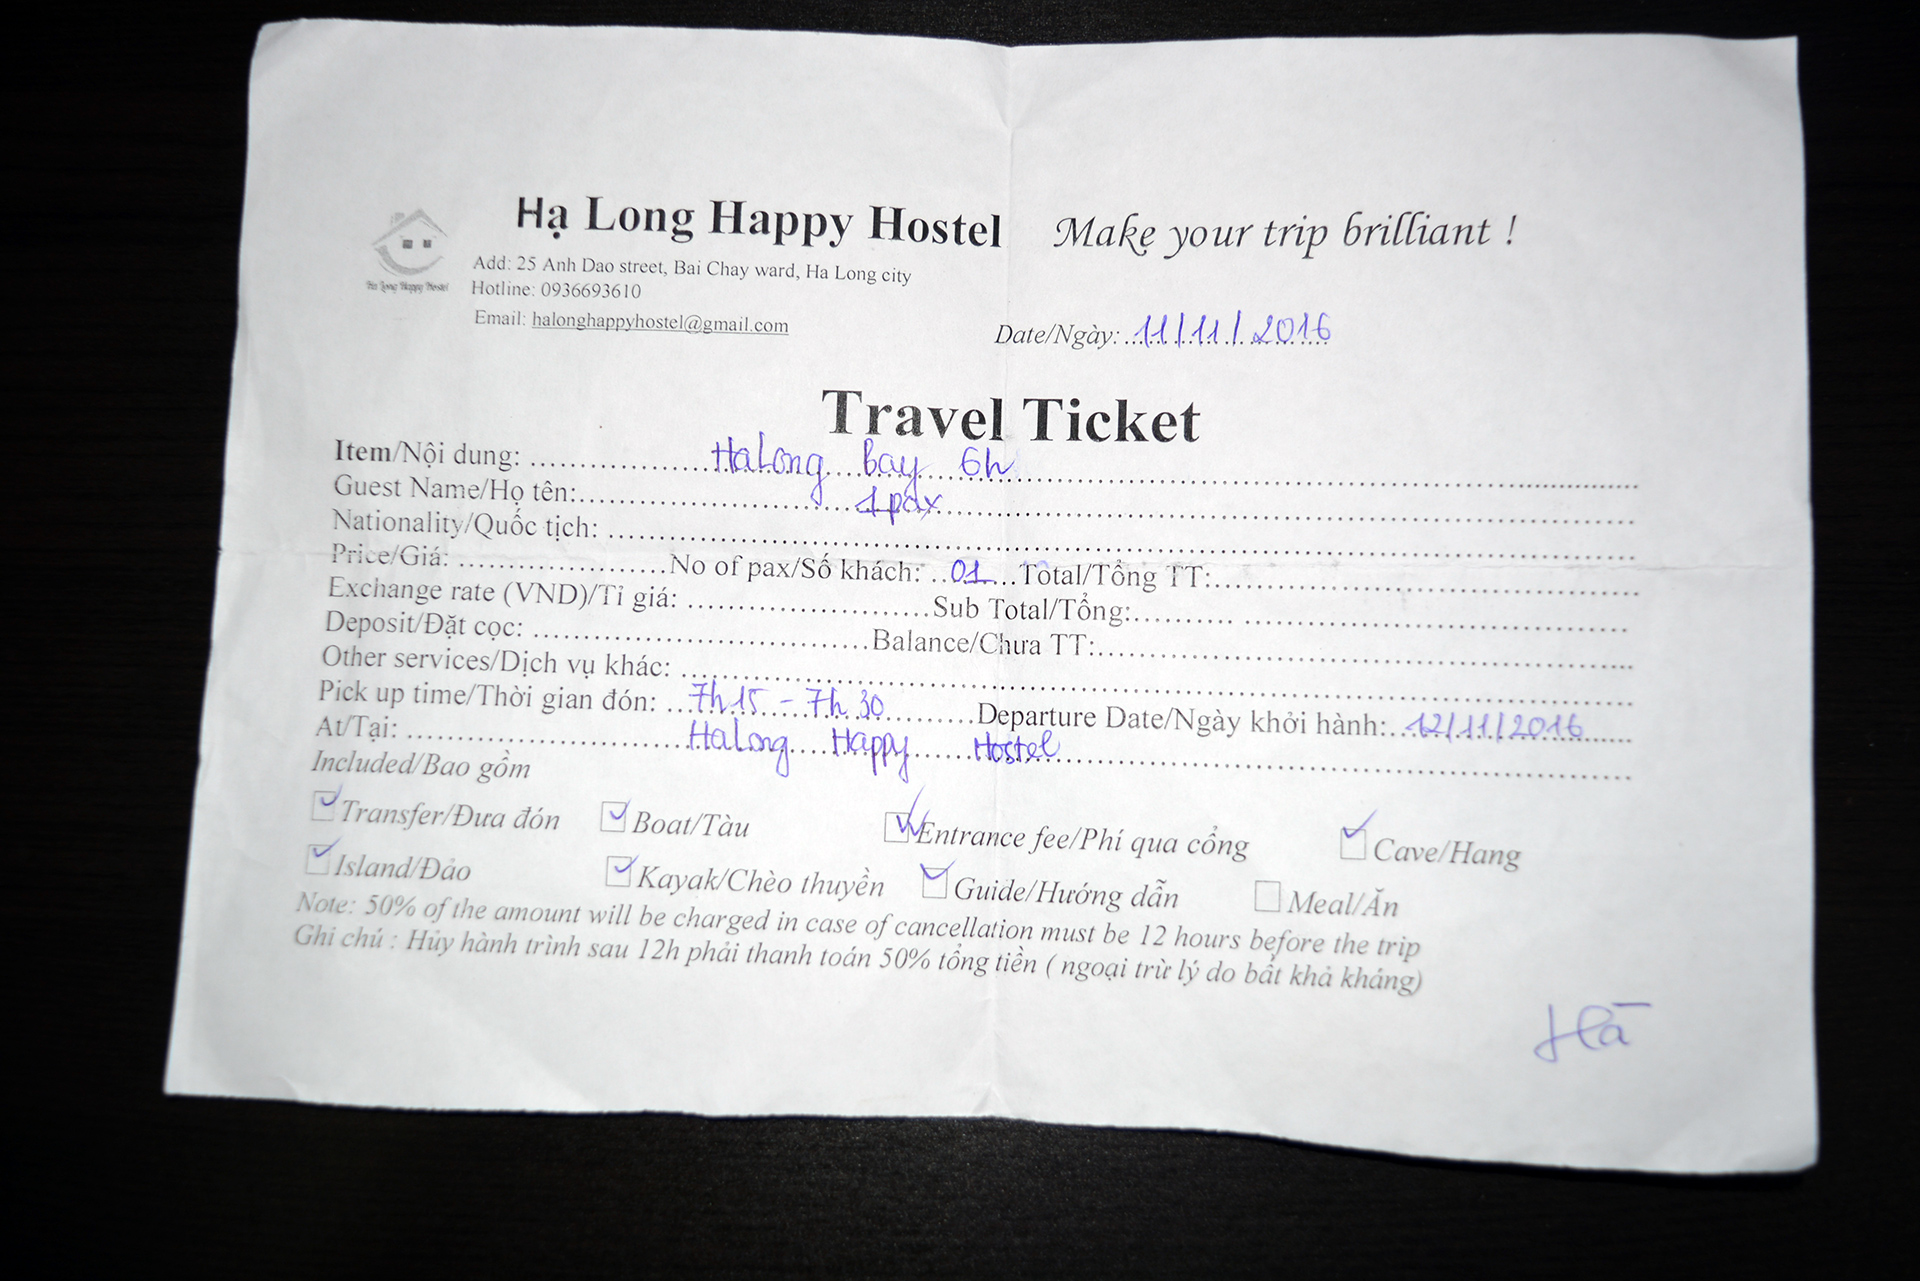 Hạ Long Happy Hostel Make your trip brilliant !
Ha Long Happy Hostel
Add: 25 Anh Dao street, Bai Chay ward, Ha Long city
Hotline: 0936693610
Email: halonghappyhostel@gmail.com
Date/Ngày: 11/11/2016
Travel Ticket
Item/Nội dung: HaLong bay 6h
Guest Name/Họ tên: 1pax
Nationality/Quốc tịch:
Price/Giá: No of pax/Số khách: 01 Total/Tổng TT:
Exchange rate (VND)/Tỉ giá: Sub Total/Tổng:
Deposit/Đặt cọc: Balance/Chưa TT:
Other services/Dịch vụ khác:
Pick up time/Thời gian đón: 7h15 - 7h30 Departure Date/Ngày khởi hành: 12/11/2016
At/Tại: HaLong Happy Hostel
Included/Bao gồm
Transfer/Đưa đón Boat/Tàu Entrance fee/Phí qua cổng Cave/Hang
Island/Đảo Kayak/Chèo thuyền Guide/Hướng dẫn Meal/Ăn
Note: 50% of the amount will be charged in case of cancellation must be 12 hours before the trip
Ghi chú : Hủy hành trình sau 12h phải thanh toán 50% tổng tiền ( ngoại trừ lý do bất khả kháng)
Hà